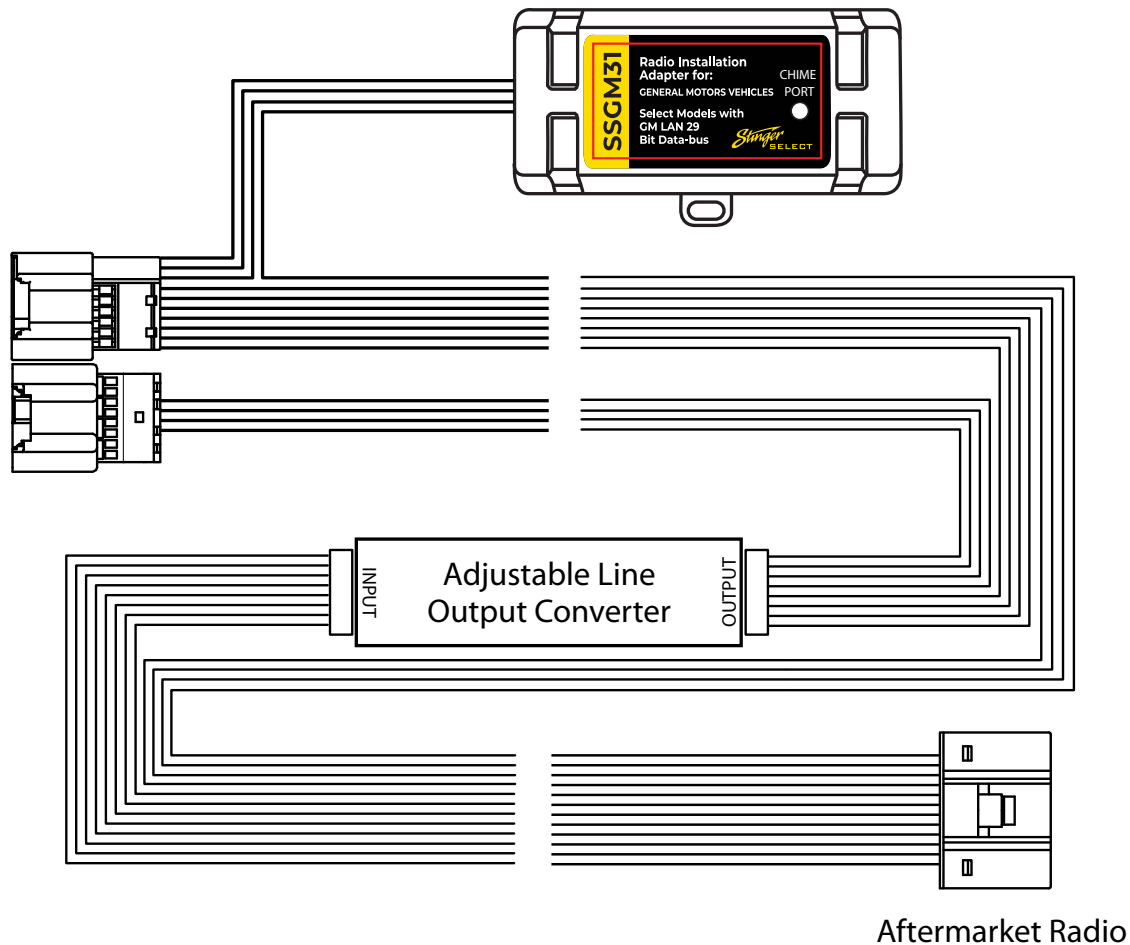 SSGM31
Radio Installation
Adapter for:
GENERAL MOTORS VEHICLES
Select Models with
GM LAN 29
Bit Data-bus
CHIME
PORT
Stinger
SELECT
INPUT
Adjustable Line
Output Converter
OUTPUT
Aftermarket Radio